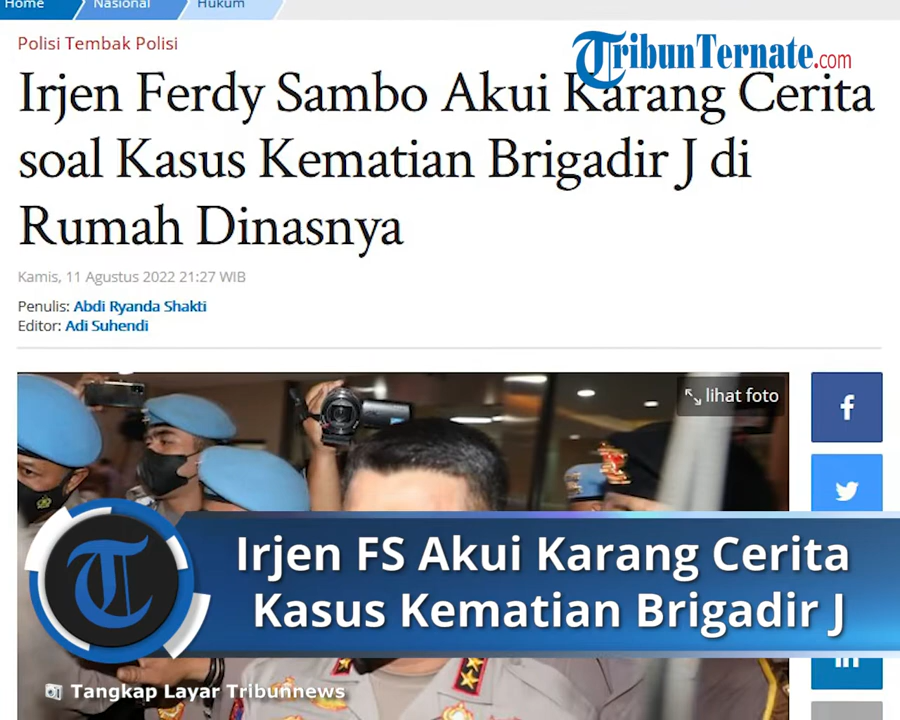 Home
Nasional
Hukum
Polisi Tembak Polisi
TribunTernate.com
Irjen Ferdy Sambo Akui Karang Cerita
soal Kasus Kematian Brigadir J di
Rumah Dinasnya
Kamis, 11 Agustus 2022 21:27 WIB
Penulis: Abdi Ryanda Shakti
Editor: Adi Suhendi
lihat foto
f
T
Irjen FS Akui Karang Cerita
Kasus Kematian Brigadir J
in
Tangkap Layar Tribunnews